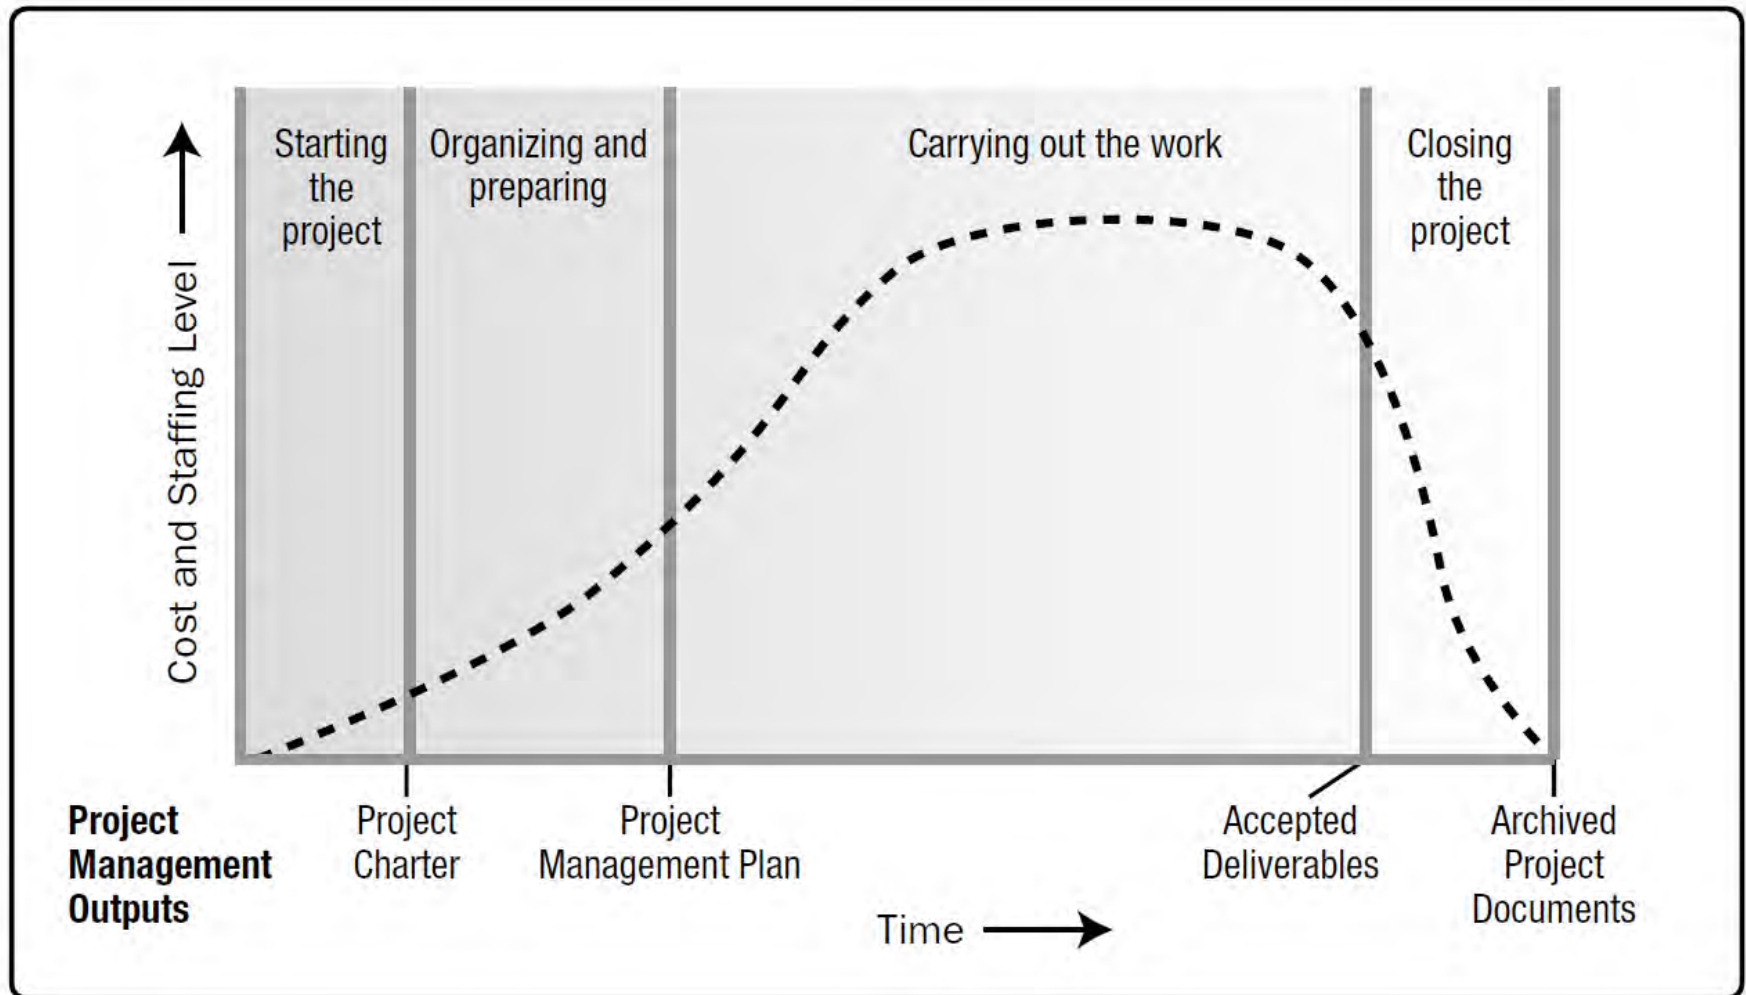 Starting
the
project
Organizing and
preparing
Carrying out the work
Closing
the
project
Cost and Staffing Level
Project
Management
Outputs
Project
Charter
Project
Management Plan
Accepted
Deliverables
Archived
Project
Documents
Time